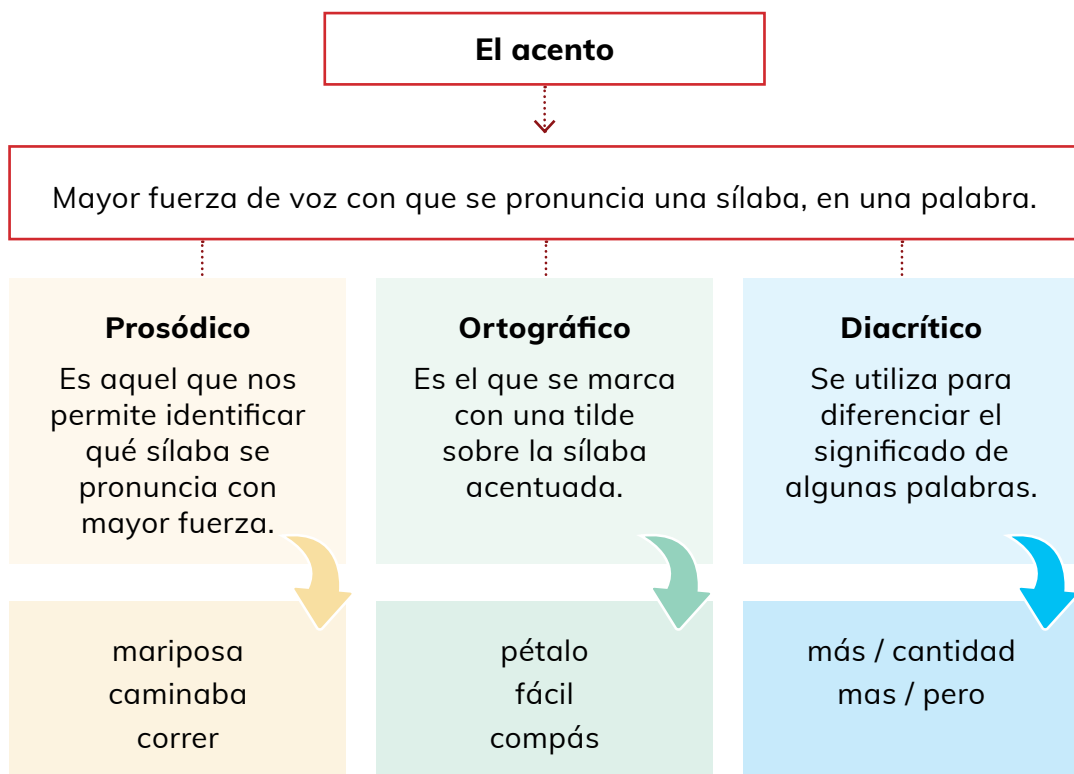 El acento
Mayor fuerza de voz con que se pronuncia una sílaba, en una palabra.
Prosódico
Es aquel que nos
permite identificar
qué sílaba se
pronuncia con
mayor fuerza.
mariposa
caminaba
correr
Ortográfico
Es el que se marca
con una tilde
sobre la sílaba
acentuada.
pétalo
fácil
compás
Diacrítico
Se utiliza para
diferenciar el
significado de
algunas palabras.
más / cantidad
mas / pero